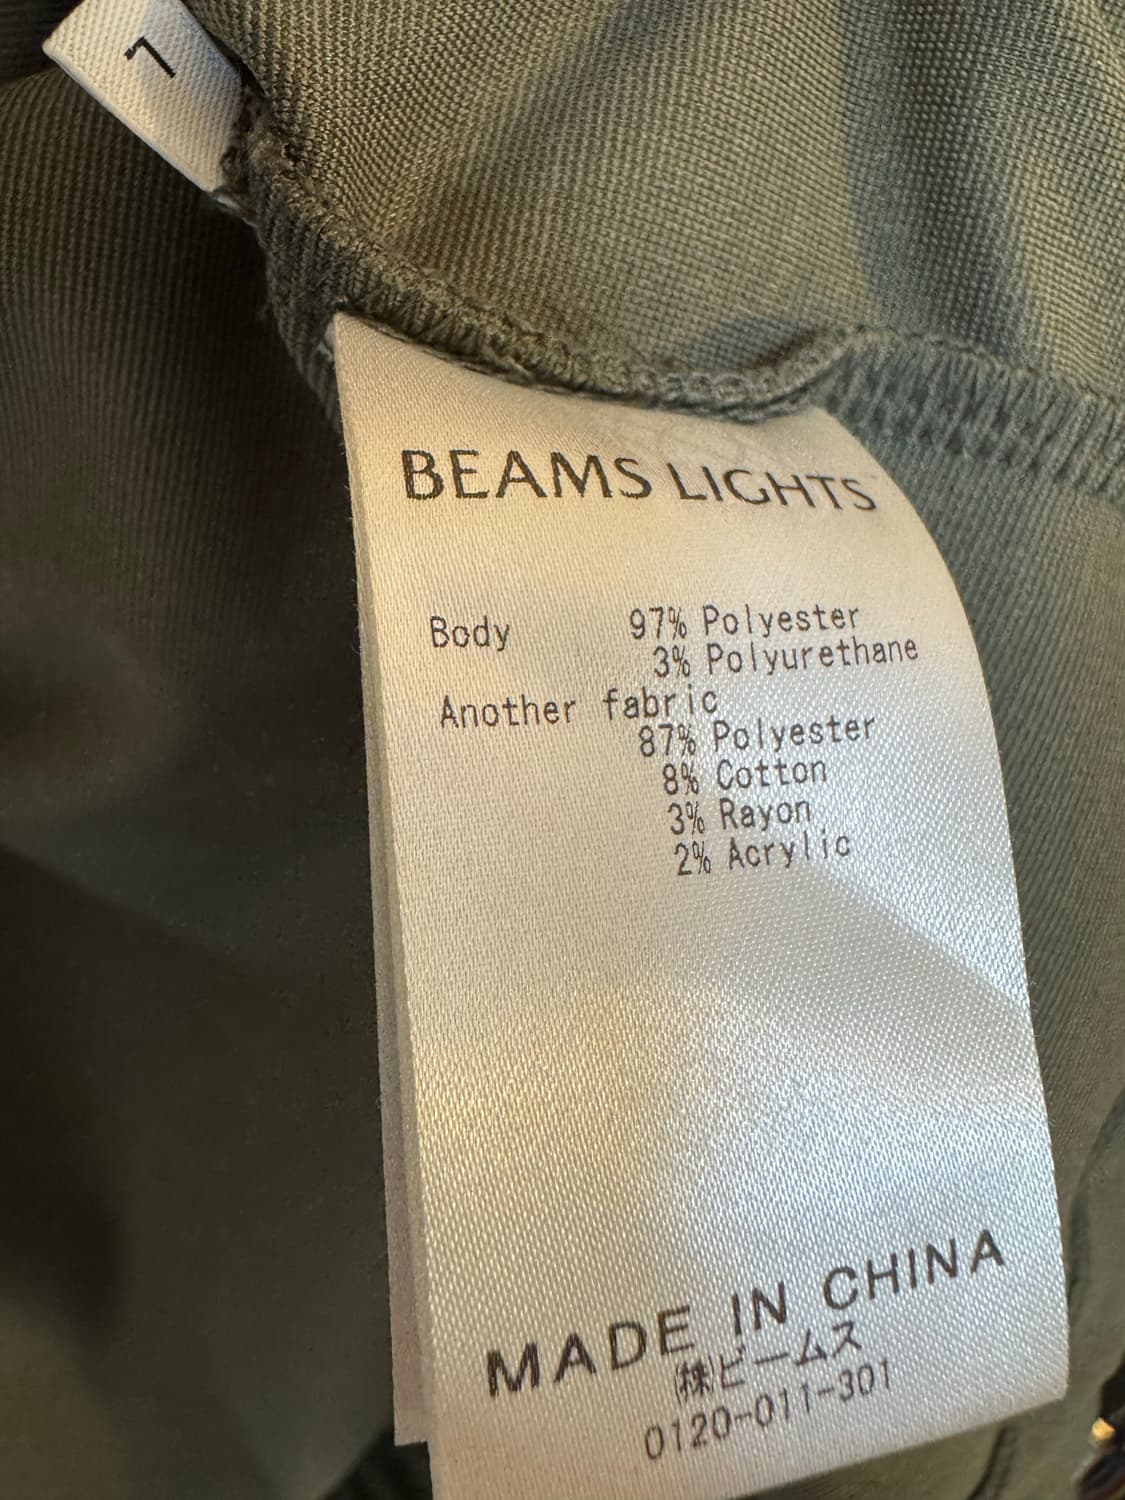 1
BEAMS LIGHTS
Body 97% Polyester
3% Polyurethane
Another fabric
87% Polyester
8% Cotton
3% Rayon
2% Acrylic
MADE IN CHINA
㈱ビームス
0120-011-301